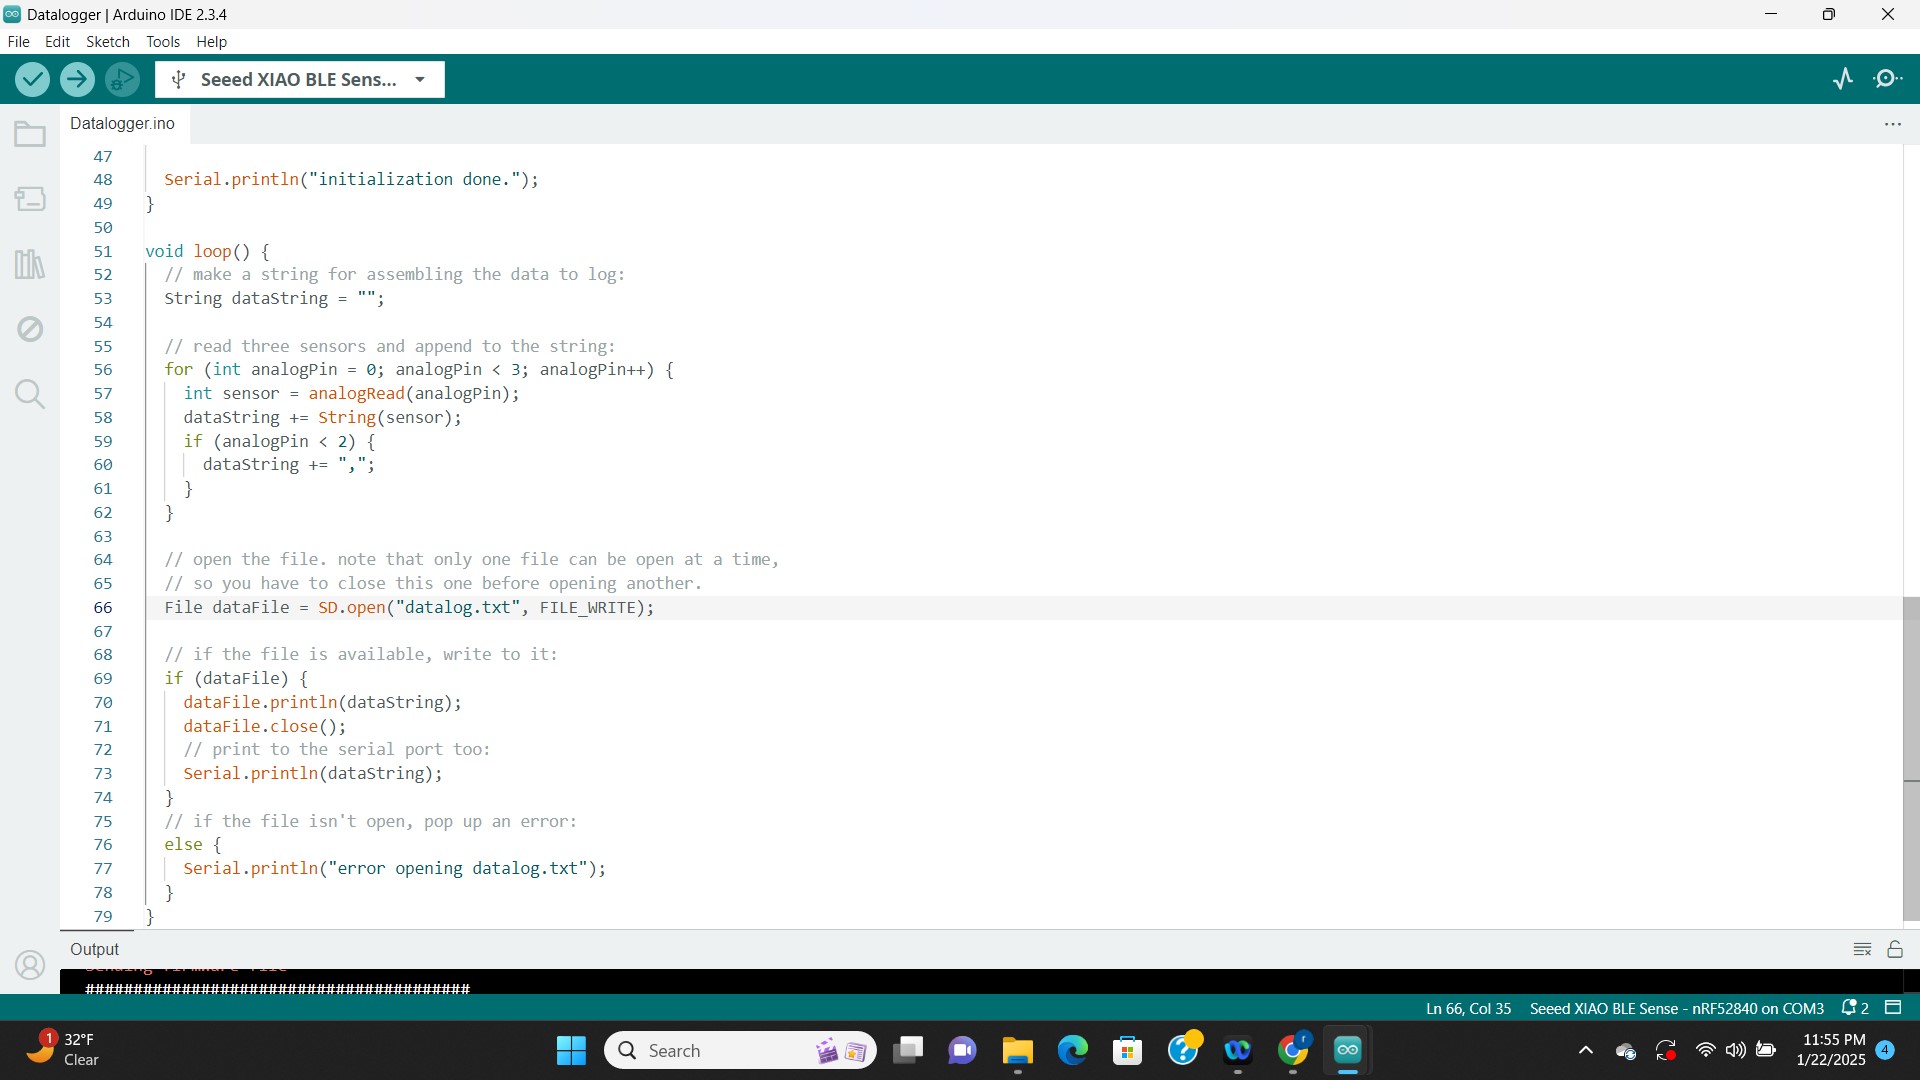 Datalogger | Arduino IDE 2.3.4
File Edit Sketch Tools Help
Seeed XIAO BLE Sens...
Datalogger.ino
47
48 Serial.println("initialization done.");
49 }
50
51 void loop() {
52 // make a string for assembling the data to log:
53 String dataString = "";
54
55 // read three sensors and append to the string:
56 for (int analogPin = 0; analogPin < 3; analogPin++) {
57 int sensor = analogRead(analogPin);
58 dataString += String(sensor);
59 if (analogPin < 2) {
60 dataString += ",";
61 }
62 }
63
64 // open the file. note that only one file can be open at a time,
65 // so you have to close this one before opening another.
66 File dataFile = SD.open("datalog.txt", FILE_WRITE);
67
68 // if the file is available, write to it:
69 if (dataFile) {
70 dataFile.println(dataString);
71 dataFile.close();
72 // print to the serial port too:
73 Serial.println(dataString);
74 }
75 // if the file isn't open, pop up an error:
76 else {
77 Serial.println("error opening datalog.txt");
78 }
79 }
Output
Sending firmware file
########################################
Ln 66, Col 35 Seeed XIAO BLE Sense - nRF52840 on COM3 2
1 32°F
Clear
Search
r
11:55 PM
1/22/2025
4